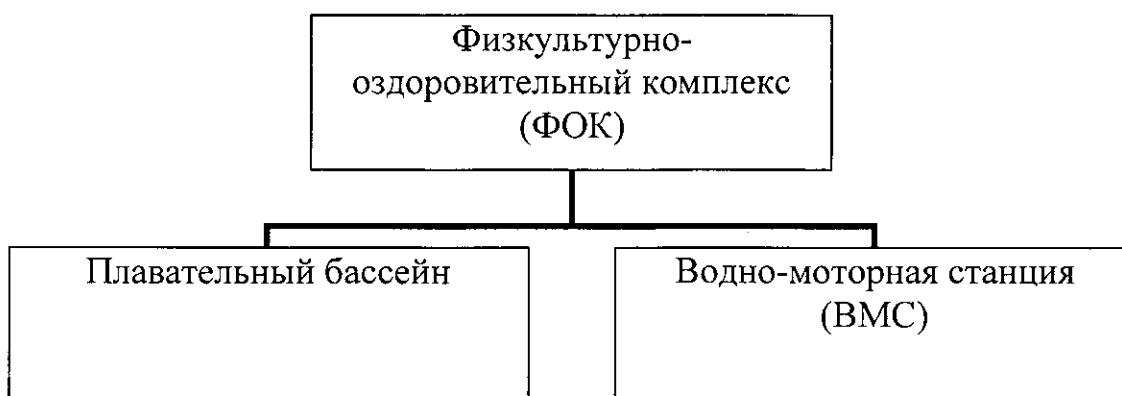 Физкультурно-
оздоровительный комплекс
(ФОК)
Плавательный бассейн
Водно-моторная станция
(ВМС)